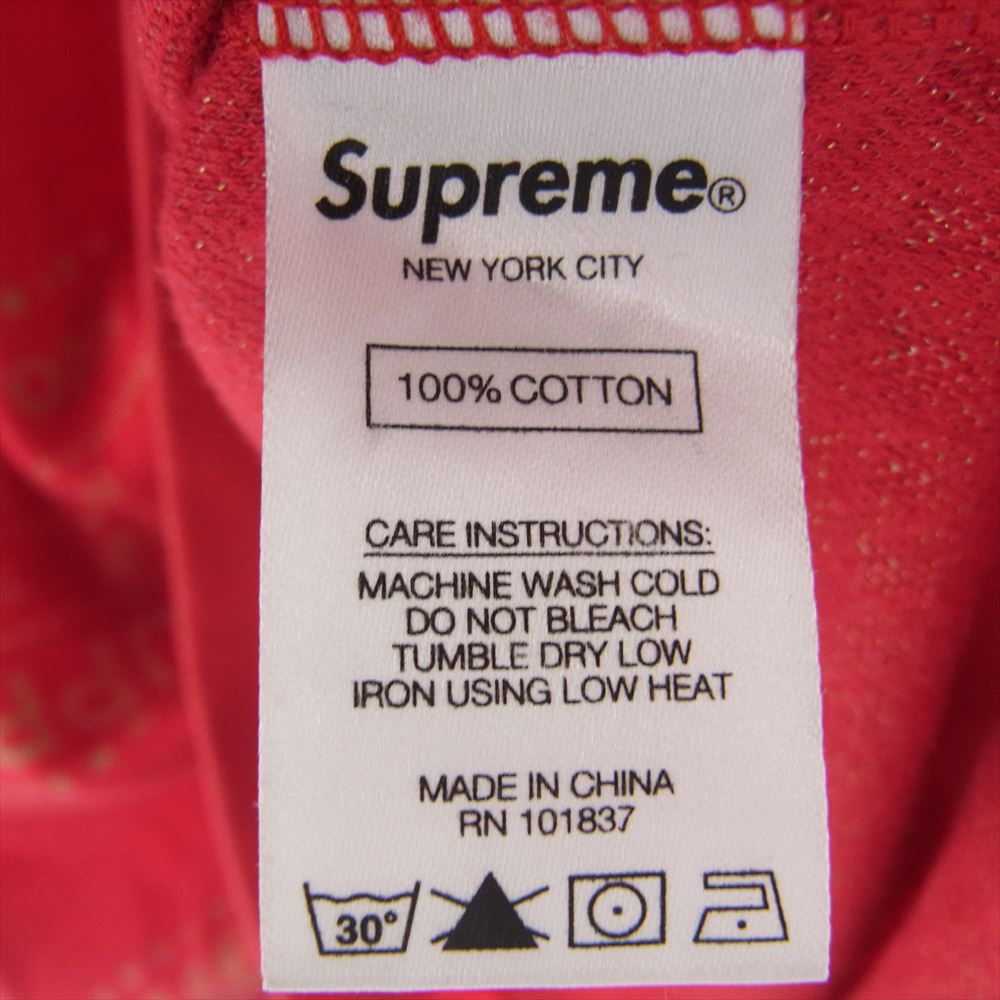 Supreme®
NEW YORK CITY
100% COTTON
CARE INSTRUCTIONS:
MACHINE WASH COLD
DO NOT BLEACH
TUMBLE DRY LOW
IRON USING LOW HEAT
MADE IN CHINA
RN 101837
30°